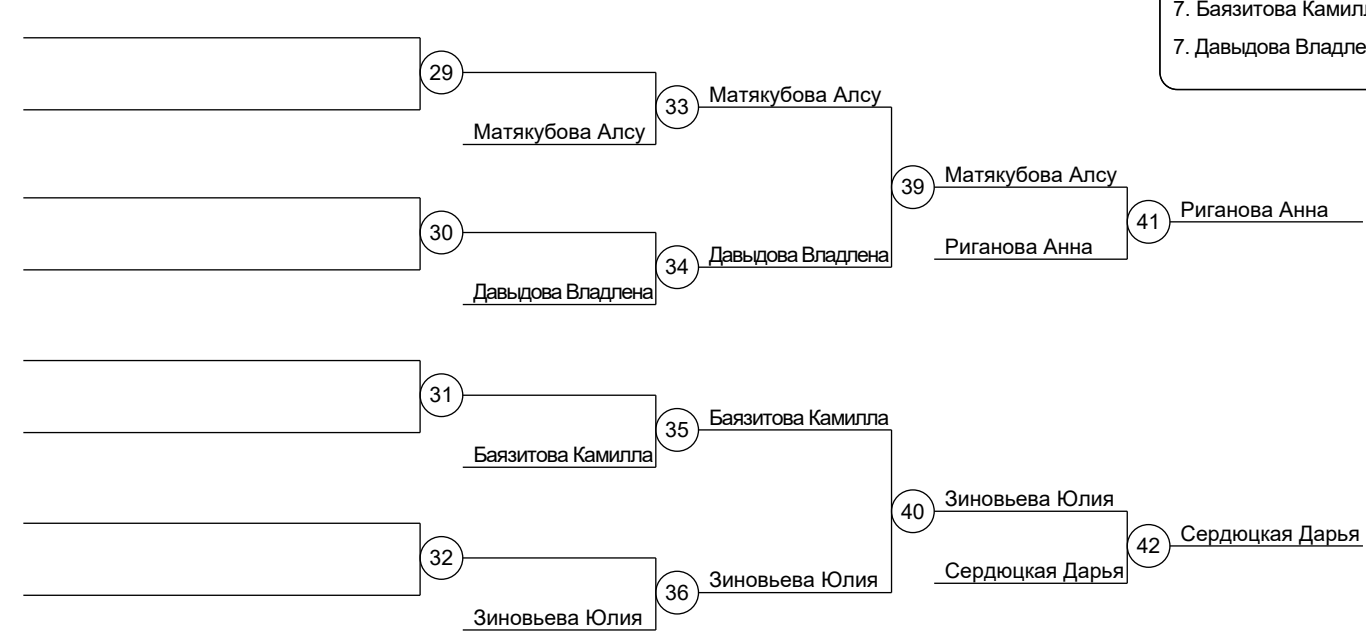 7. Баязитова Камилл
7. Давыдова Владле
29
33
Матякубова Алсу
Матякубова Алсу
39
Матякубова Алсу
41
Риганова Анна
30
34
Давыдова Владлена
Риганова Анна
Давыдова Владлена
31
35
Баязитова Камилла
Баязитова Камилла
40
Зиновьева Юлия
42
Сердюцкая Дарья
32
36
Зиновьева Юлия
Сердюцкая Дарья
Зиновьева Юлия